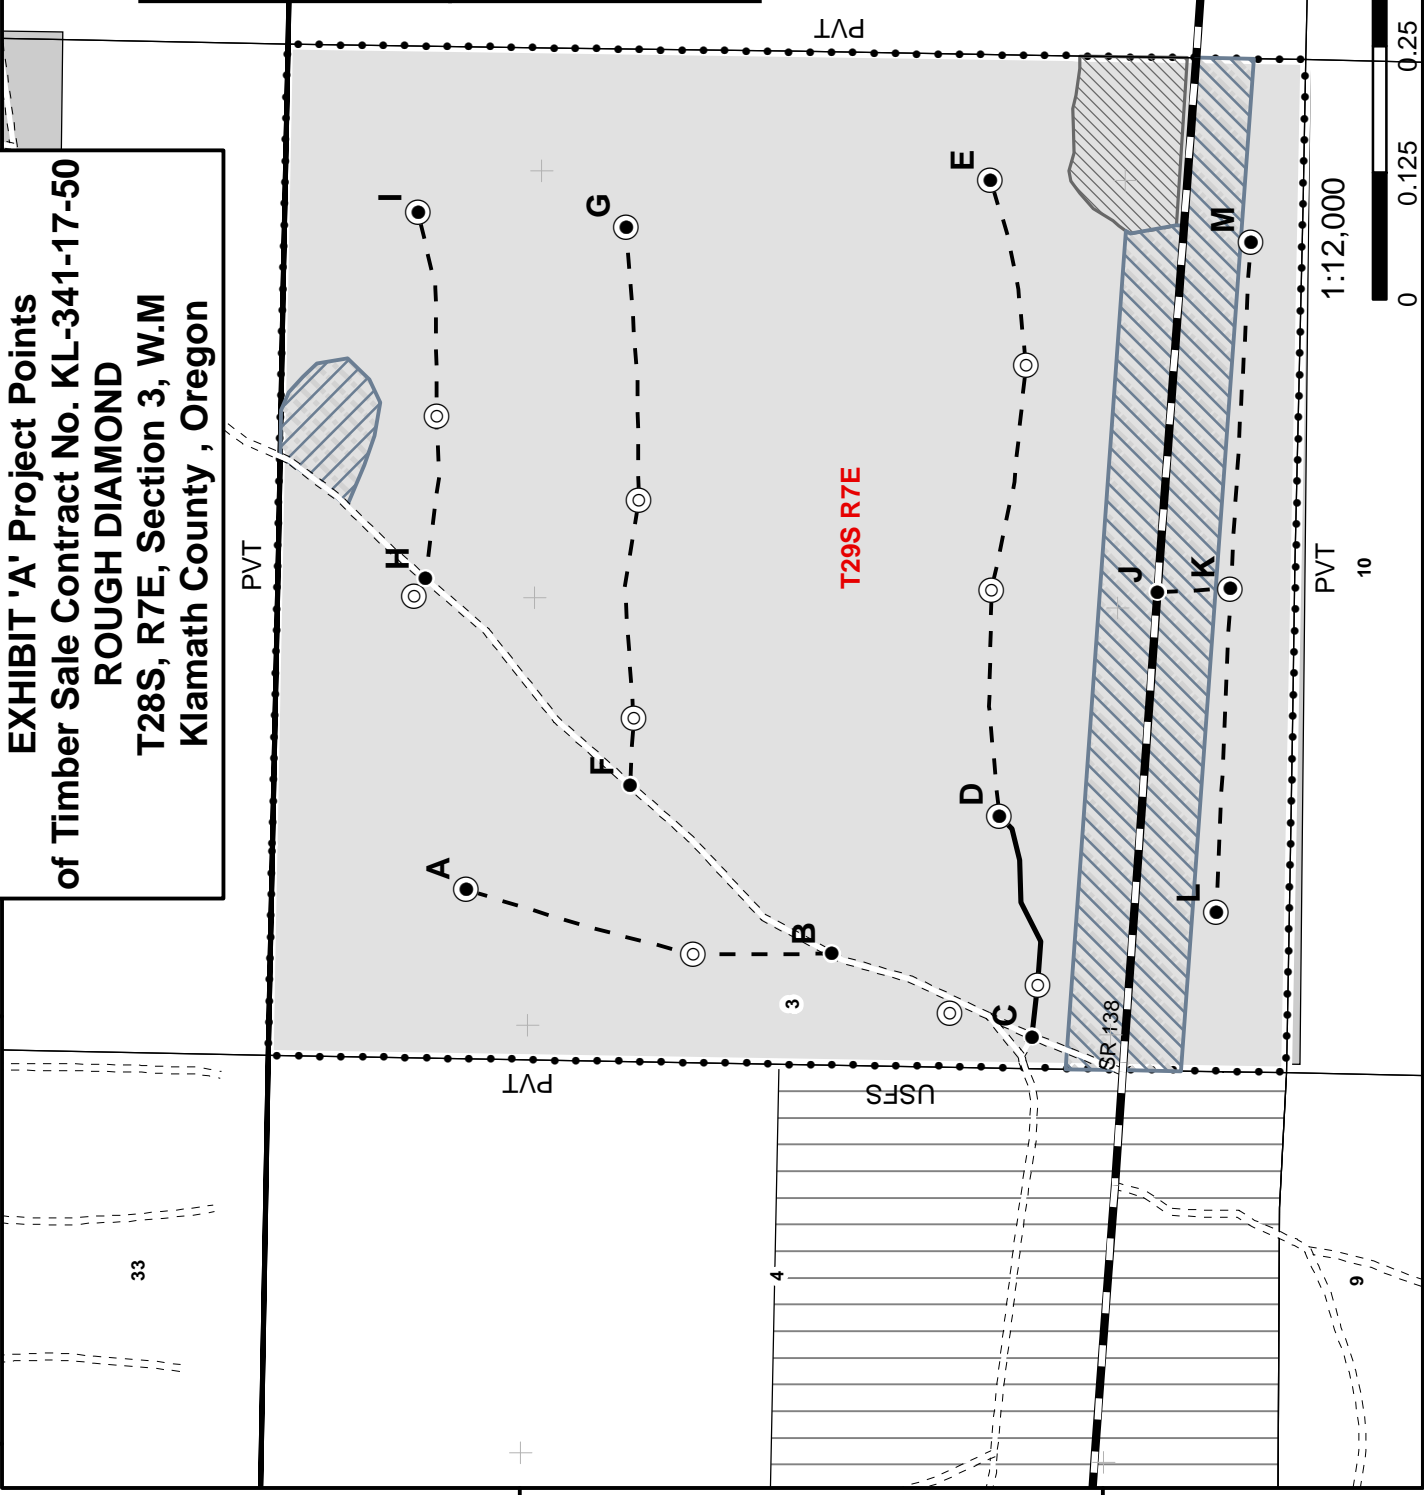 EXHIBIT 'A' Project Points
of Timber Sale Contract No. KL-341-17-50
ROUGH DIAMOND
T28S, R7E, Section 3, W.M
Klamath County , Oregon
33
PVT
PVT
PVT
A
H
I
F
G
B
3
T29S R7E
4
USFS
C
D
E
SR 138
J
L
K
M
PVT
1:12,000
9
10
0
0.125
0.25